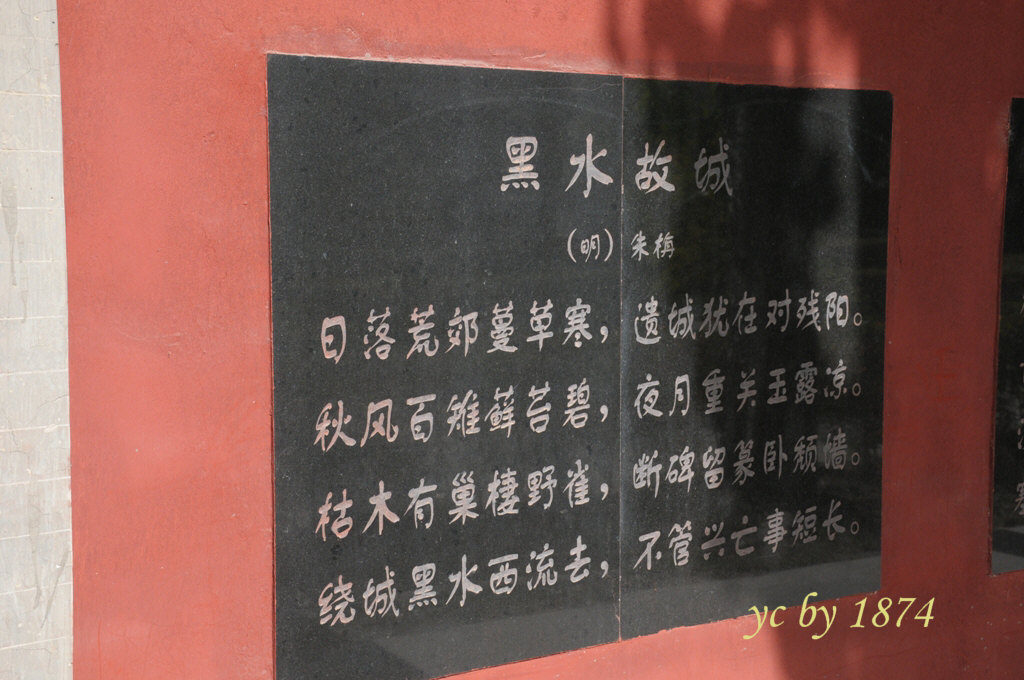 黑水故城
(明) 朱栴
日落荒郊蔓草寒，遗城犹在对残阳。
秋风百雉藓苔碧，夜月重关玉露凉。
枯木有巢棲野雀，断碑留篆卧颓墙。
绕城黑水西流去，不管兴亡事短长。
yc by 1874